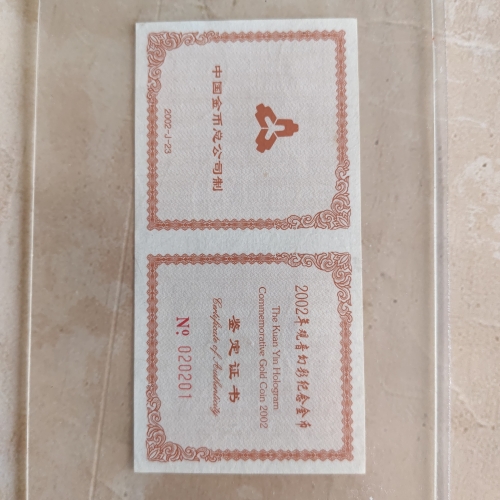 中国金币总公司制
2002-J-23
2002年观音幻彩纪念金币
The Kuan Yin Hologram
Commemorative Gold Coin 2002
鉴定证书
Certificate of Authenticity
Nº 020201